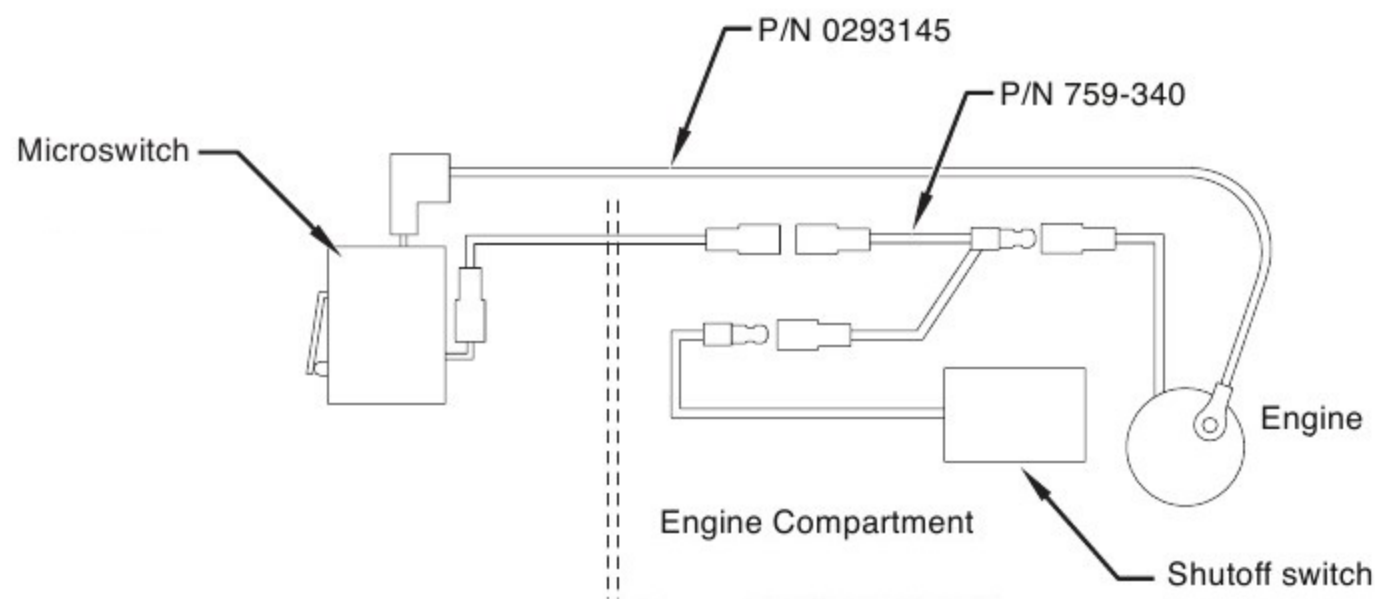 P/N 0293145
P/N 759-340
Microswitch
Engine
Engine Compartment
Shutoff switch